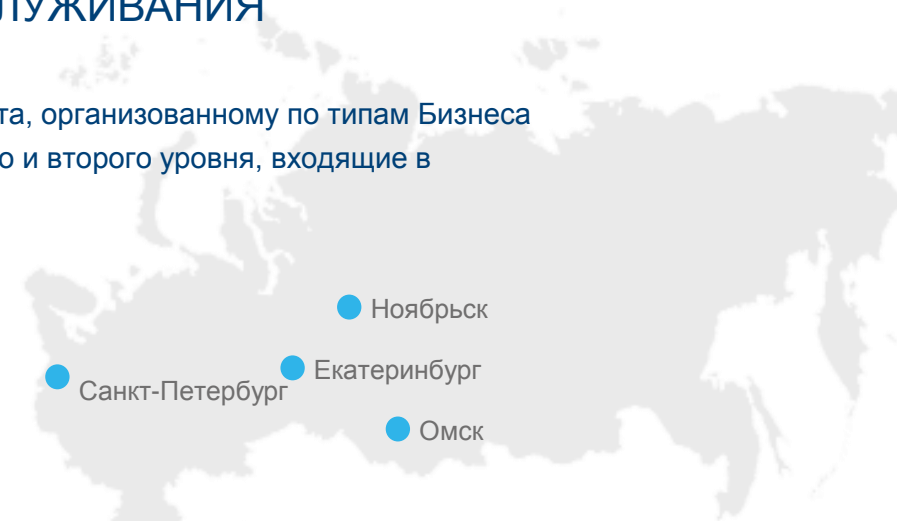 ЛУЖИВАНИЯ
та, организованному по типам Бизнеса
о и второго уровня, входящие в
Ноябрьск
Екатеринбург
Санкт-Петербург
Омск